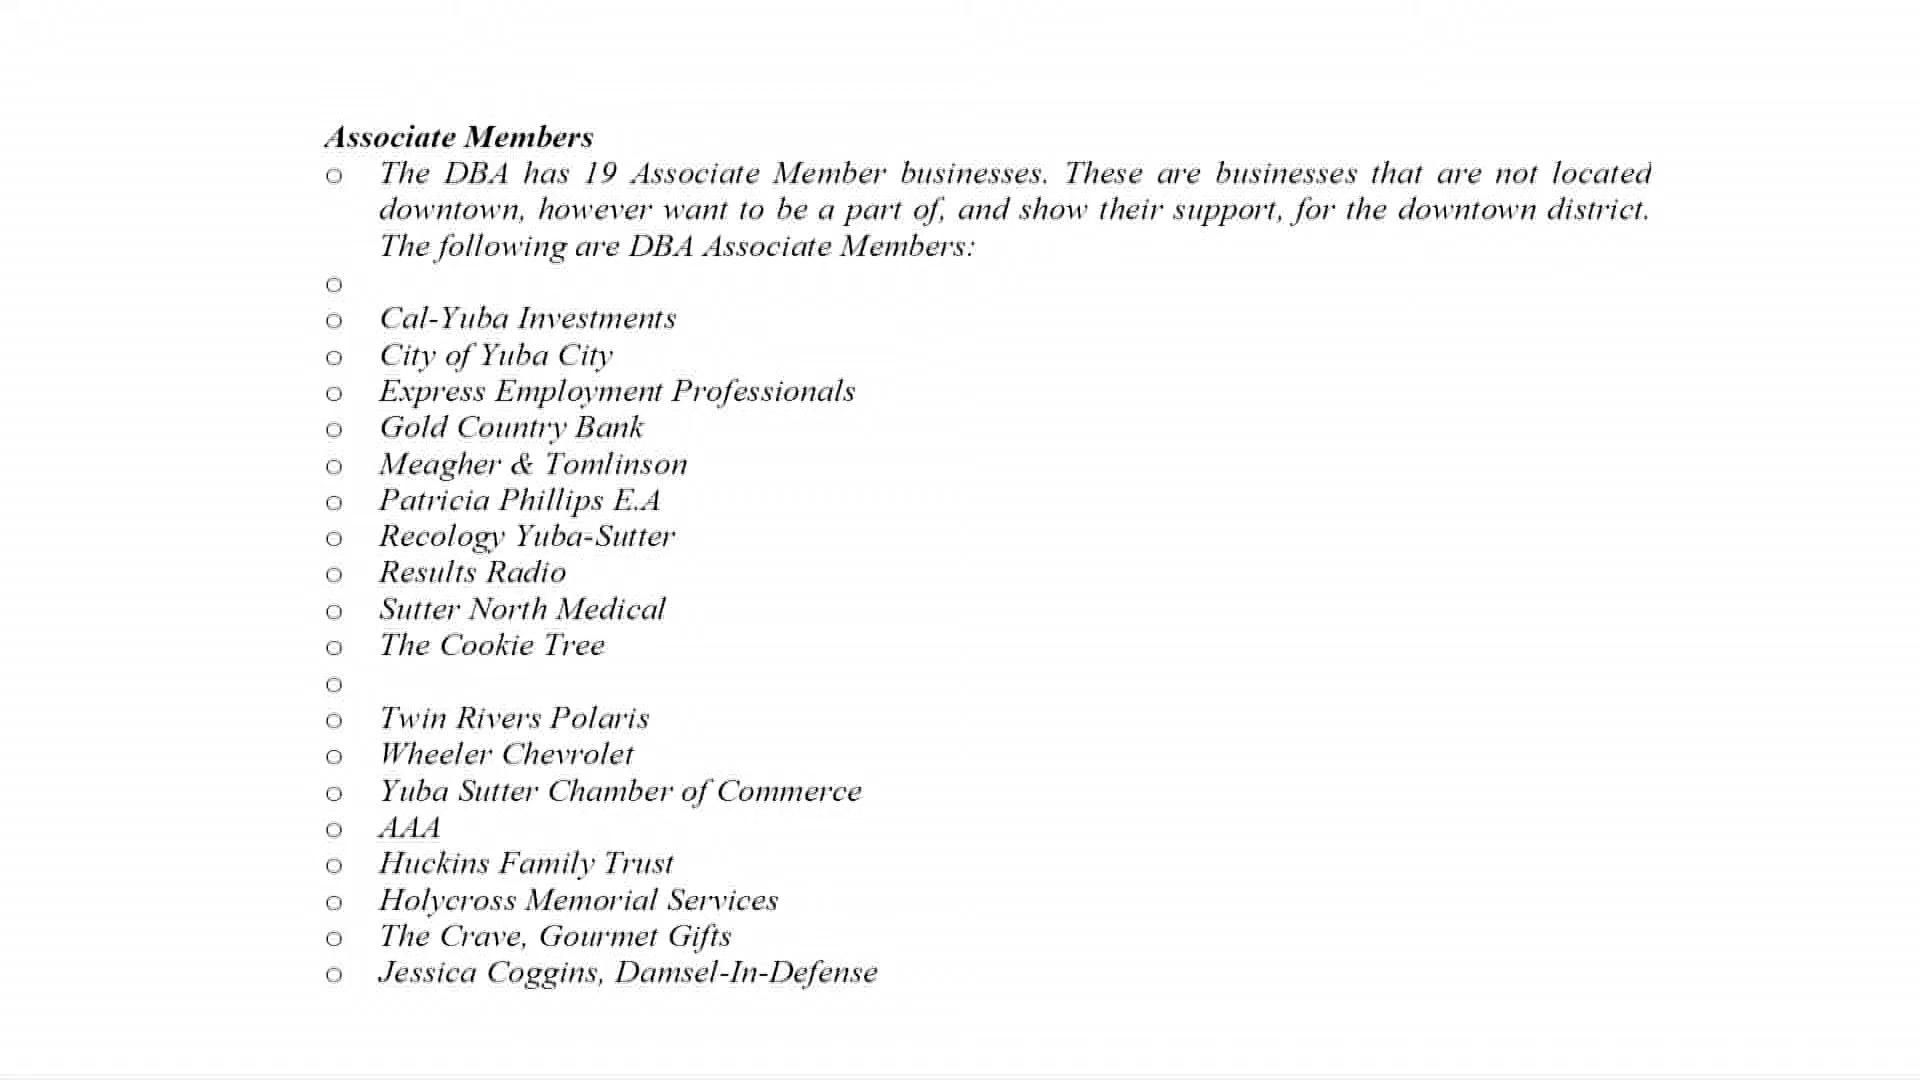 Associate Members
o The DBA has 19 Associate Member businesses. These are businesses that are not located
downtown, however want to be a part of, and show their support, for the downtown district.
The following are DBA Associate Members:
o
o Cal-Yuba Investments
o City of Yuba City
o Express Employment Professionals
o Gold Country Bank
o Meagher & Tomlinson
o Patricia Phillips E.A
o Recology Yuba-Sutter
o Results Radio
o Sutter North Medical
o The Cookie Tree
o
o Twin Rivers Polaris
o Wheeler Chevrolet
o Yuba Sutter Chamber of Commerce
o AAA
o Huckins Family Trust
o Holycross Memorial Services
o The Crave, Gourmet Gifts
o Jessica Coggins, Damsel-In-Defense